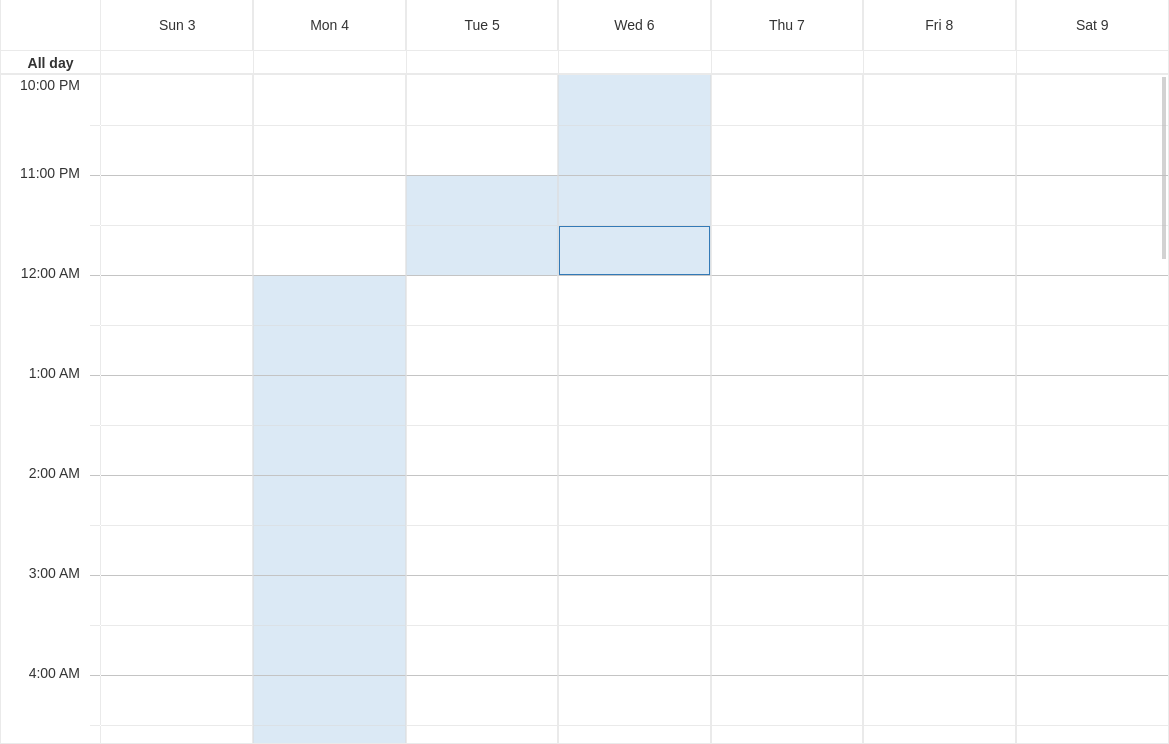 Sun 3 Mon 4 Tue 5 Wed 6 Thu 7 Fri 8 Sat 9
All day
10:00 PM
11:00 PM
12:00 AM
1:00 AM
2:00 AM
3:00 AM
4:00 AM